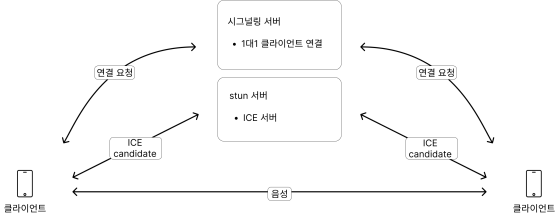 시그널링 서버
• 1대1 클라이언트 연결
연결 요청
연결 요청
stun 서버
• ICE 서버
ICE
candidate
ICE
candidate
음성
클라이언트
클라이언트